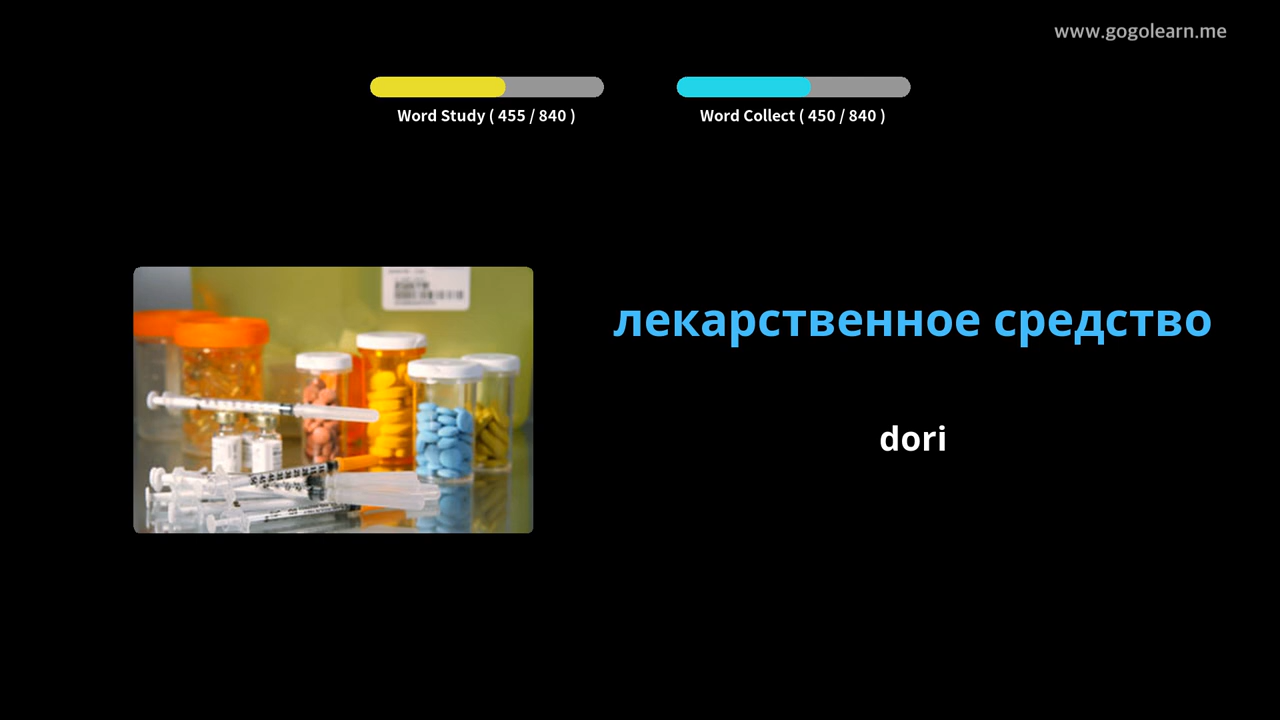 www.gogolearn.me
Word Study ( 455 / 840 )
Word Collect ( 450 / 840 )
лекарственное средство
dori